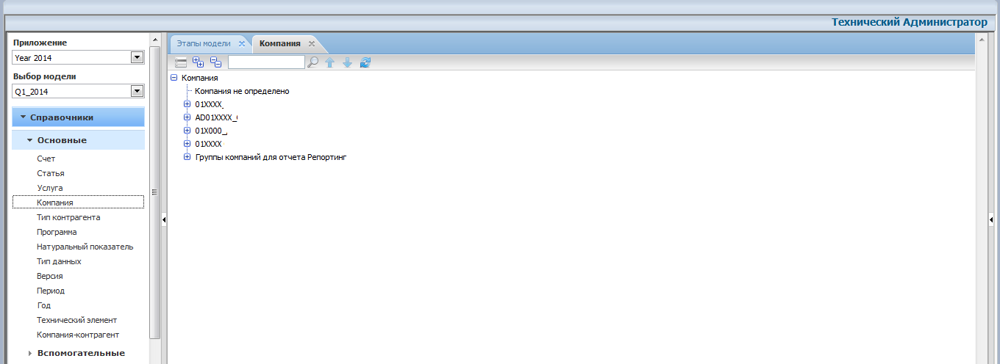 Технический Администратор
Приложение
Year 2014
Выбор модели
Q1_2014
Справочники
Основные
Счет
Статья
Услуга
Компания
Тип контрагента
Программа
Натуральный показатель
Тип данных
Версия
Период
Год
Технический элемент
Компания-контрагент
Вспомогательные
Этапы модели
Компания
Компания
Компания не определено
01XXXX_
AD01XXXX_
01X000_
01XXXX
Группы компаний для отчета Репортинг